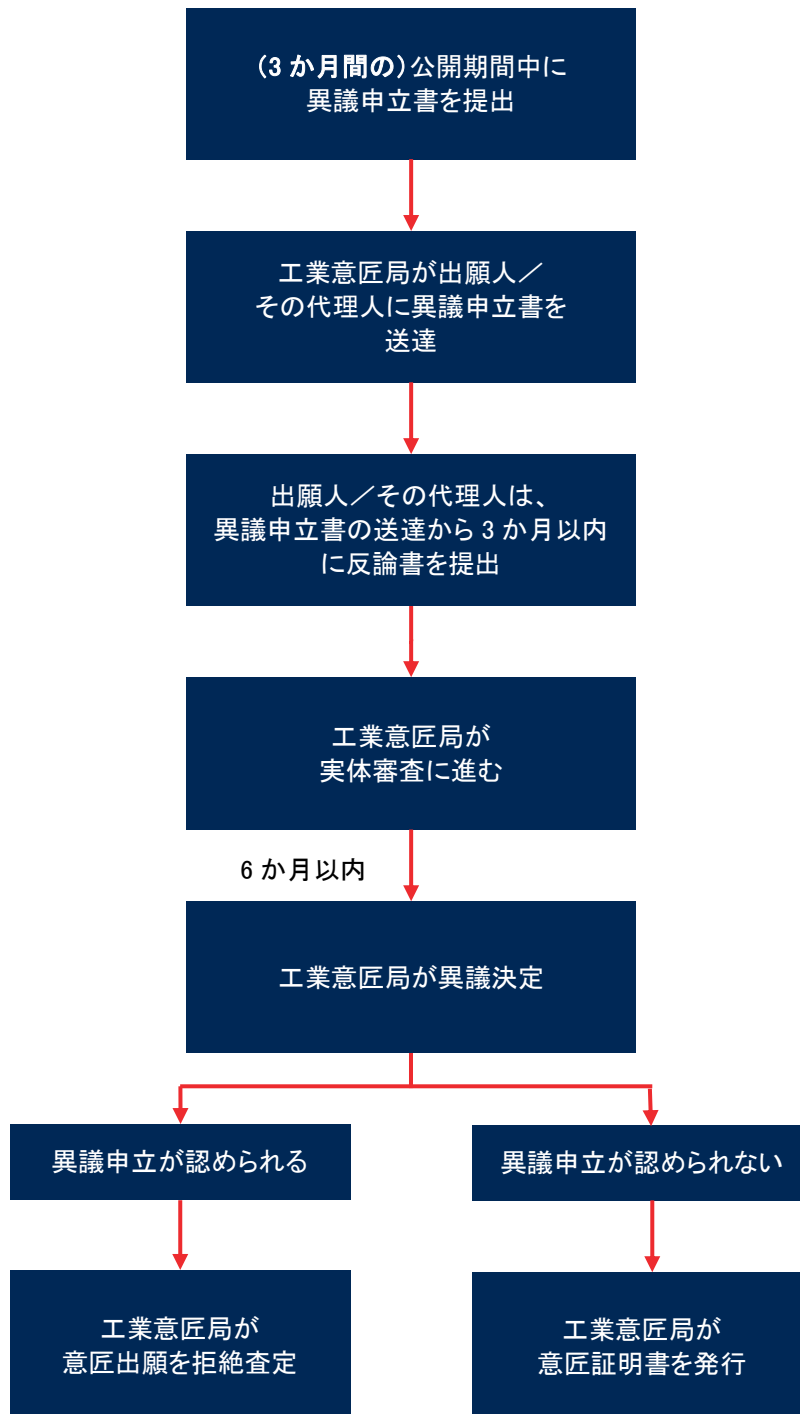 （3 か月間の）公開期間中に
異議申立書を提出
工業意匠局が出願人／
その代理人に異議申立書を
送達
出願人／その代理人は、
異議申立書の送達から 3 か月以内
に反論書を提出
工業意匠局が
実体審査に進む
6 か月以内
工業意匠局が異議決定
異議申立が認められる
異議申立が認められない
工業意匠局が
意匠出願を拒絶査定
工業意匠局が
意匠証明書を発行